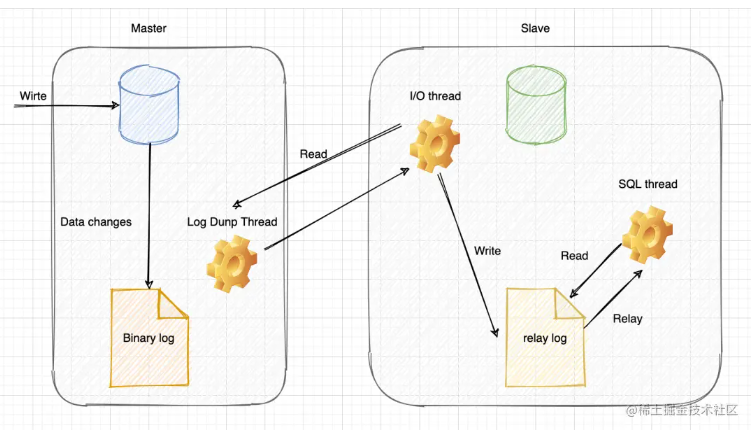 Master
Slave
Wirte
I/O thread
Read
SQL thread
Data changes
Log Dunp Thread
Write
Read
Relay
Binary log
relay log
@稀土掘金技术社区